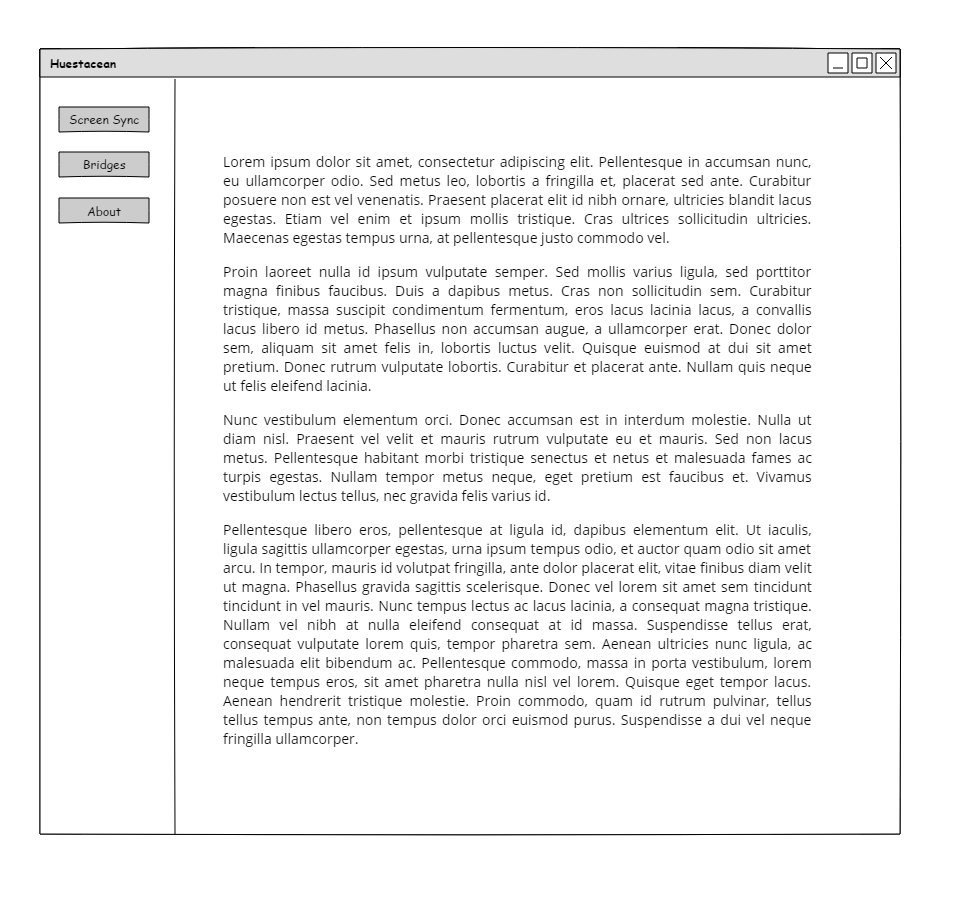 Huestacean
Screen Sync
Bridges
About
Lorem ipsum dolor sit amet, consectetur adipiscing elit. Pellentesque in accumsan nunc,
eu ullamcorper odio. Sed metus leo, lobortis a fringilla et, placerat sed ante. Curabitur
posuere non est vel venenatis. Praesent placerat elit id nibh ornare, ultricies blandit lacus
egestas. Etiam vel enim et ipsum mollis tristique. Cras ultrices sollicitudin ultricies.
Maecenas egestas tempus urna, at pellentesque justo commodo vel.
Proin laoreet nulla id ipsum vulputate semper. Sed mollis varius ligula, sed porttitor
magna finibus faucibus. Duis a dapibus metus. Cras non sollicitudin sem. Curabitur
tristique, massa suscipit condimentum fermentum, eros lacus lacinia lacus, a convallis
lacus libero id metus. Phasellus non accumsan augue, a ullamcorper erat. Donec dolor
sem, aliquam sit amet felis in, lobortis luctus velit. Quisque euismod at dui sit amet
pretium. Donec rutrum vulputate lobortis. Curabitur et placerat ante. Nullam quis neque
ut felis eleifend lacinia.
Nunc vestibulum elementum orci. Donec accumsan est in interdum molestie. Nulla ut
diam nisl. Praesent vel velit et mauris rutrum vulputate eu et mauris. Sed non lacus
metus. Pellentesque habitant morbi tristique senectus et netus et malesuada fames ac
turpis egestas. Nullam tempor metus neque, eget pretium est faucibus et. Vivamus
vestibulum lectus tellus, nec gravida felis varius id.
Pellentesque libero eros, pellentesque at ligula id, dapibus elementum elit. Ut iaculis,
ligula sagittis ullamcorper egestas, urna ipsum tempus odio, et auctor quam odio sit amet
arcu. In tempor, mauris id volutpat fringilla, ante dolor placerat elit, vitae finibus diam velit
ut magna. Phasellus gravida sagittis scelerisque. Donec vel lorem sit amet sem tincidunt
tincidunt in vel mauris. Nunc tempus lectus ac lacus lacinia, a consequat magna tristique.
Nullam vel nibh at nulla eleifend consequat at id massa. Suspendisse tellus erat,
consequat vulputate lorem quis, tempor pharetra sem. Aenean ultricies nunc ligula, ac
malesuada elit bibendum ac. Pellentesque commodo, massa in porta vestibulum, lorem
neque tempus eros, sit amet pharetra nulla nisl vel lorem. Quisque eget tempor lacus.
Aenean hendrerit tristique molestie. Proin commodo, quam id rutrum pulvinar, tellus
tellus tempus ante, non tempus dolor orci euismod purus. Suspendisse a dui vel neque
fringilla ullamcorper.